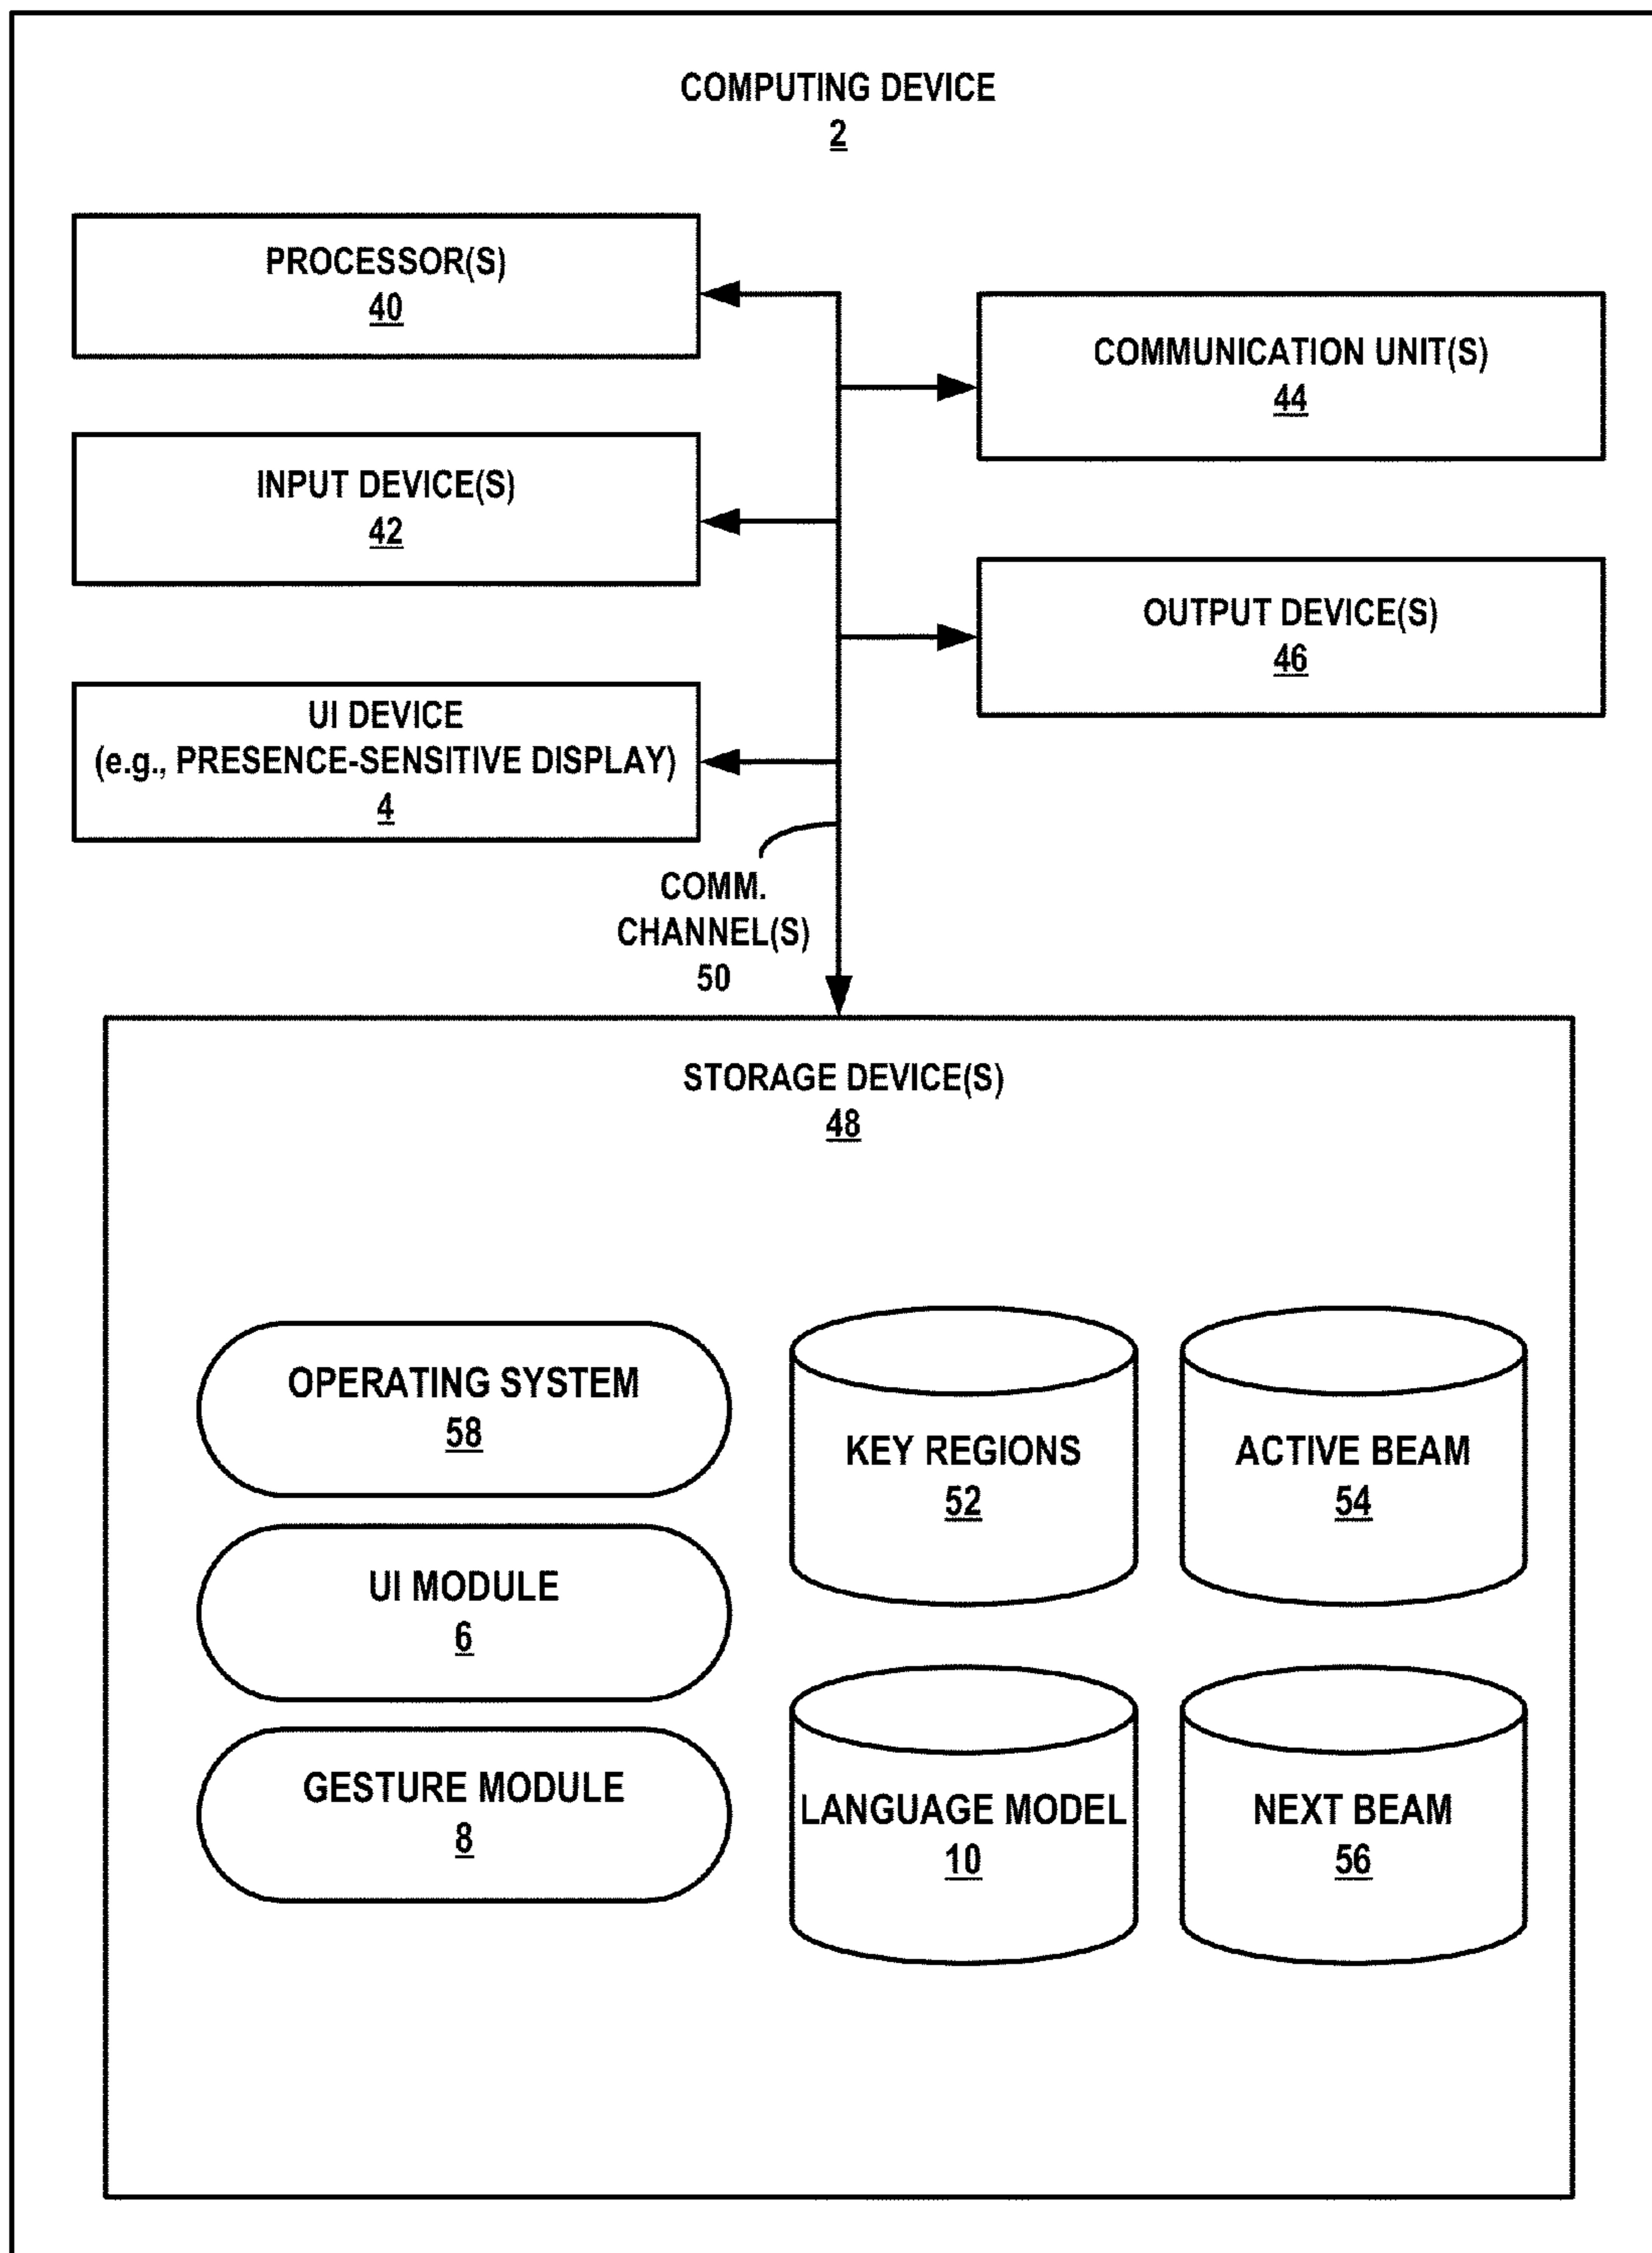 COMPUTING DEVICE
2
PROCESSOR(S)
40
COMMUNICATION UNIT(S)
44
INPUT DEVICE(S)
42
OUTPUT DEVICE(S)
46
UI DEVICE
(e.g., PRESENCE-SENSITIVE DISPLAY)
4
COMM.
CHANNEL(S)
50
STORAGE DEVICE(S)
48
OPERATING SYSTEM
58
UI MODULE
6
GESTURE MODULE
8
KEY REGIONS
52
ACTIVE BEAM
54
LANGUAGE MODEL
10
NEXT BEAM
56